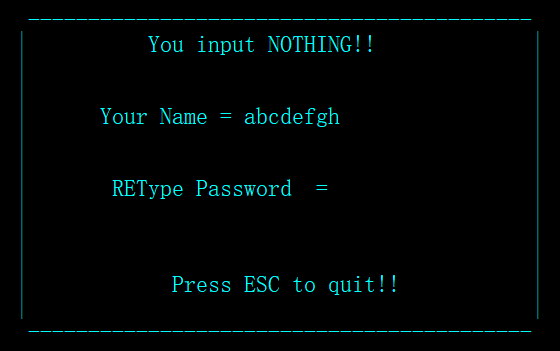 You input NOTHING!!
Your Name = abcdefgh
REType Password  =
Press ESC to quit!!